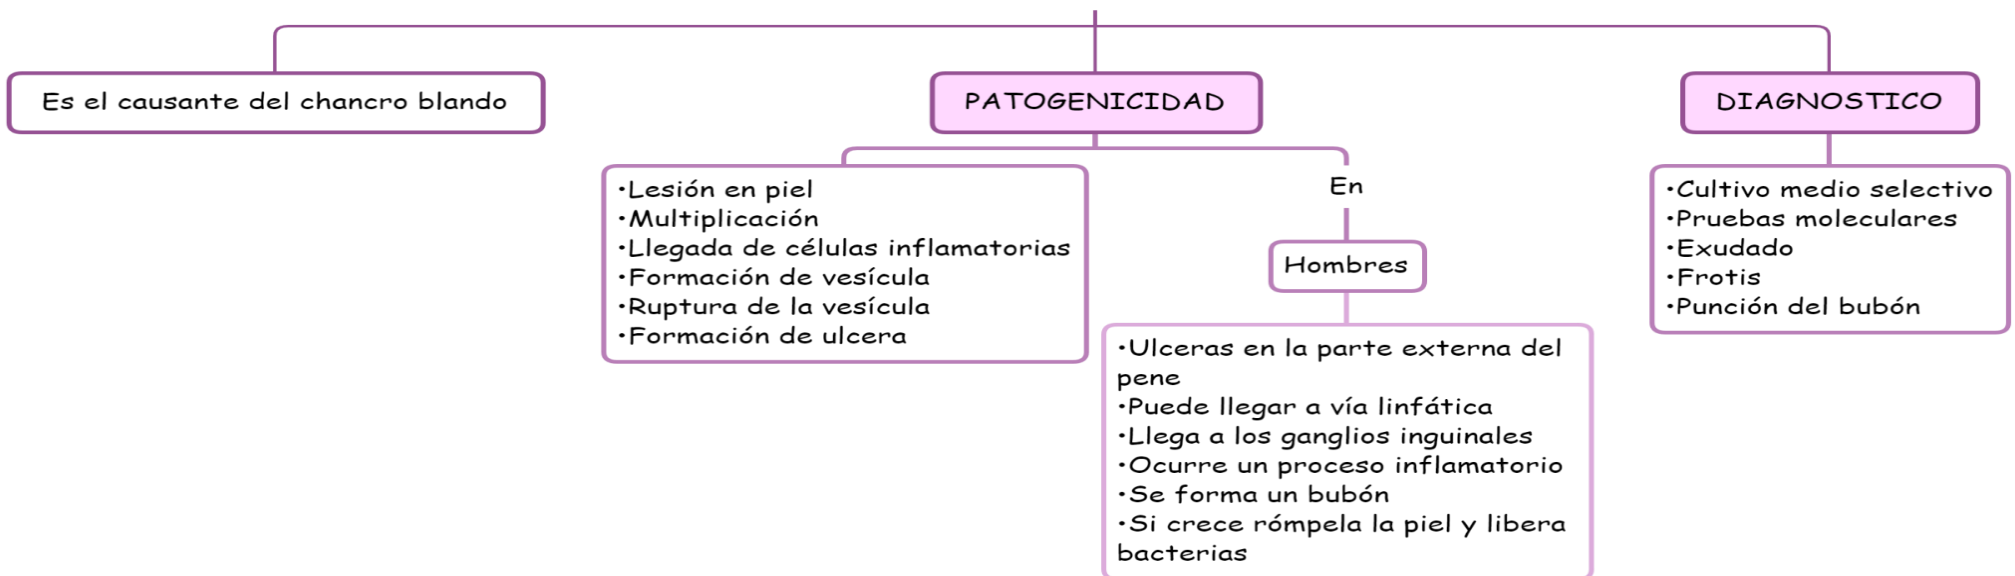 Es el causante del chancro blando
PATOGENICIDAD
DIAGNOSTICO
•Lesión en piel
•Multiplicación
•Llegada de células inflamatorias
•Formación de vesícula
•Ruptura de la vesícula
•Formación de ulcera
En
Hombres
•Ulceras en la parte externa del
pene
•Puede llegar a vía linfática
•Llega a los ganglios inguinales
•Ocurre un proceso inflamatorio
•Se forma un bubón
•Si crece rómpela la piel y libera
bacterias
•Cultivo medio selectivo
•Pruebas moleculares
•Exudado
•Frotis
•Punción del bubón